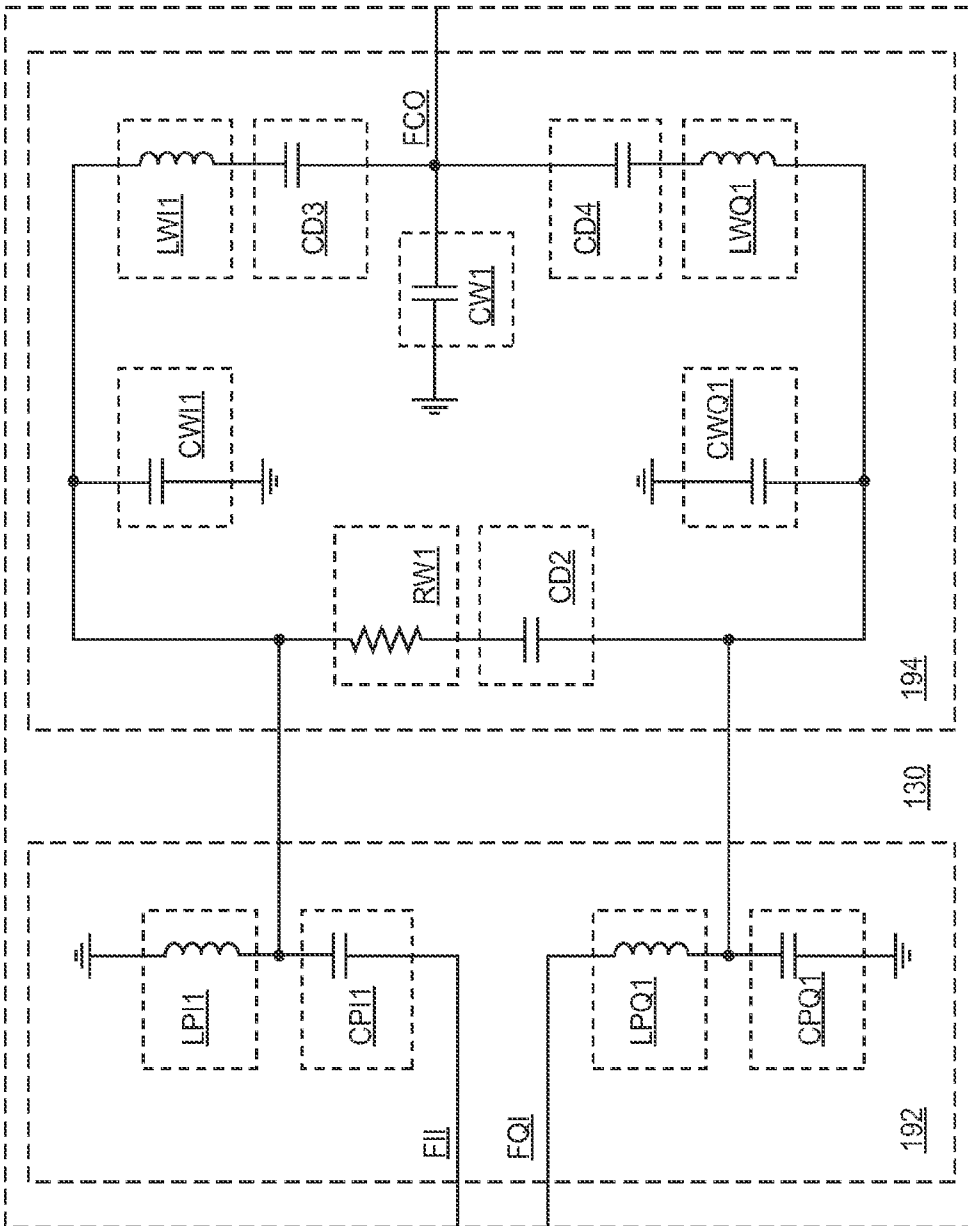 LWI1
CD3
FCO
CD4
LWQ1
CW1
CWI1
CWQ1
RW1
CD2
194
130
LPI1
CPI1
FII
FQI
LPQ1
CPQ1
192